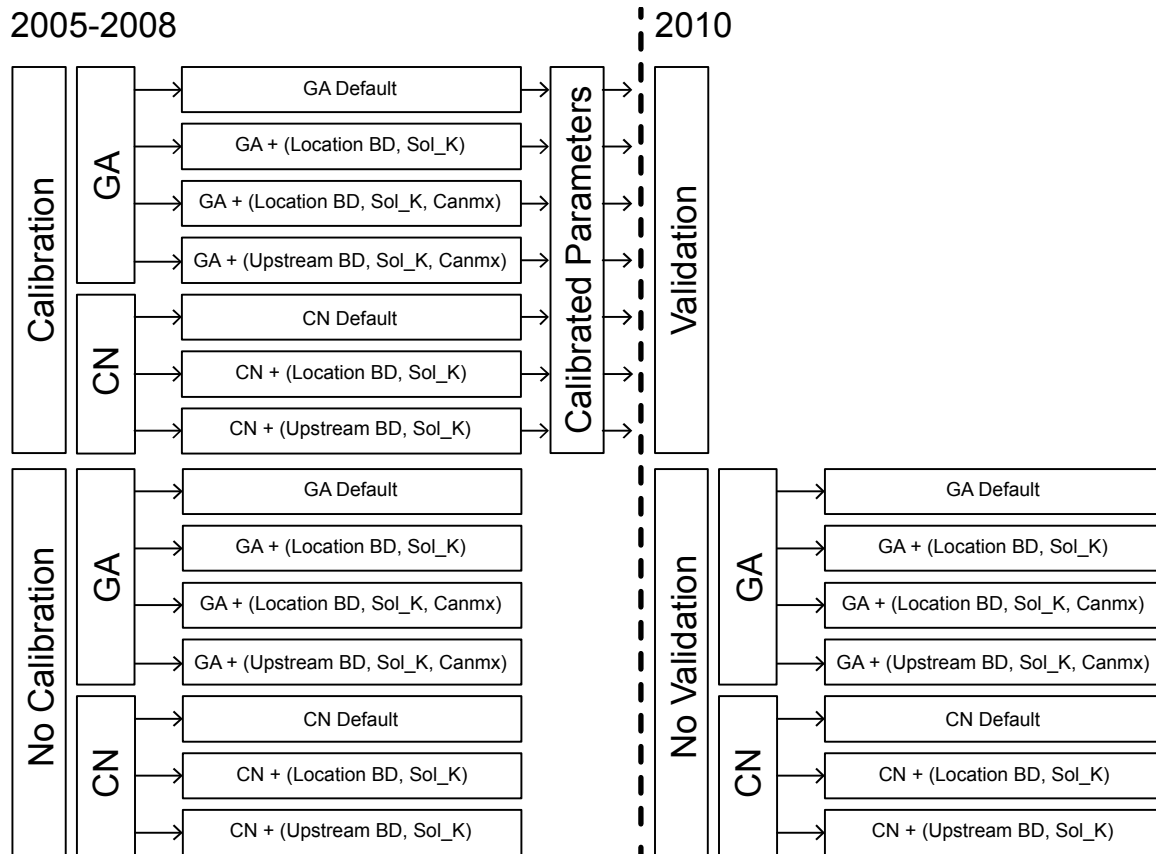 2005-2008
2010
Calibration
GA
GA Default
GA + (Location BD, Sol_K)
GA + (Location BD, Sol_K, Canmx)
GA + (Upstream BD, Sol_K, Canmx)
CN
CN Default
CN + (Location BD, Sol_K)
CN + (Upstream BD, Sol_K)
Calibrated Parameters
Validation
No Calibration
GA
GA Default
GA + (Location BD, Sol_K)
GA + (Location BD, Sol_K, Canmx)
GA + (Upstream BD, Sol_K, Canmx)
CN
CN Default
CN + (Location BD, Sol_K)
CN + (Upstream BD, Sol_K)
No Validation
GA
GA Default
GA + (Location BD, Sol_K)
GA + (Location BD, Sol_K, Canmx)
GA + (Upstream BD, Sol_K, Canmx)
CN
CN Default
CN + (Location BD, Sol_K)
CN + (Upstream BD, Sol_K)